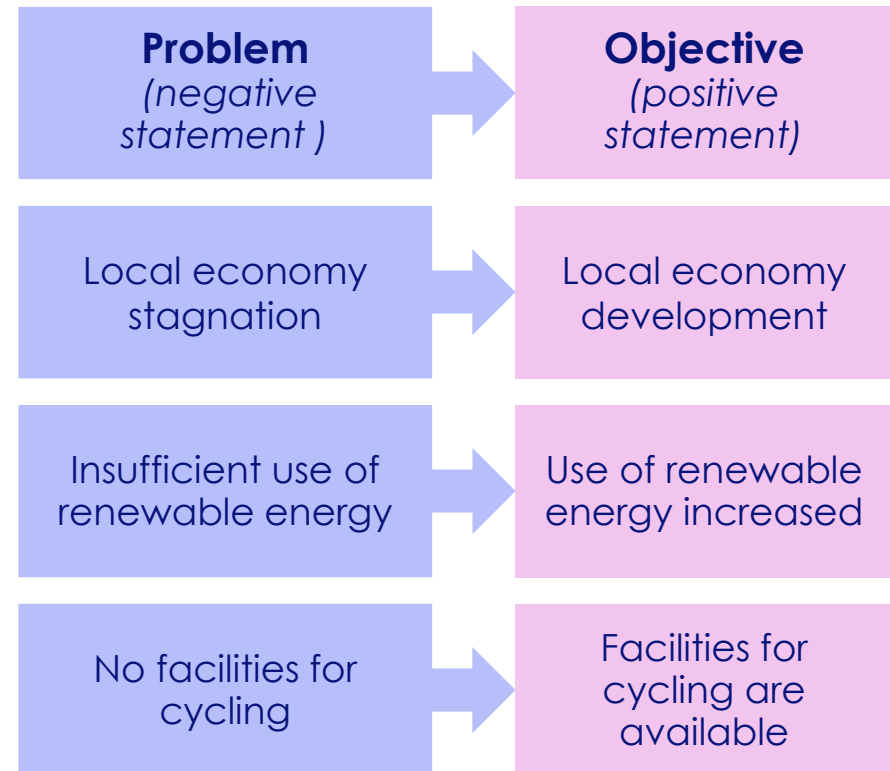 Problem
(negative
statement )
Objective
(positive
statement)
Local economy
stagnation
Local economy
development
Insufficient use of
renewable energy
Use of renewable
energy increased
No facilities for
cycling
Facilities for
cycling are
available